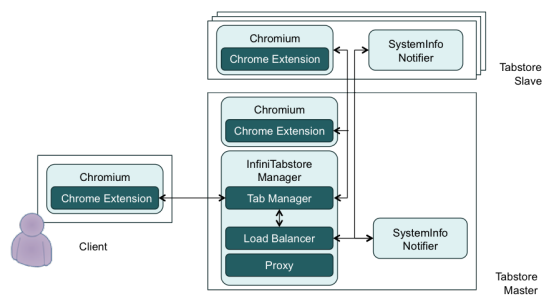 Chromium
Chrome Extension
SystemInfo
Notifier
Tabstore
Slave
Chromium
Chrome Extension
InfiniTabstore
Manager
Tab Manager
Load Balancer
Proxy
Chromium
Chrome Extension
Client
SystemInfo
Notifier
Tabstore
Master